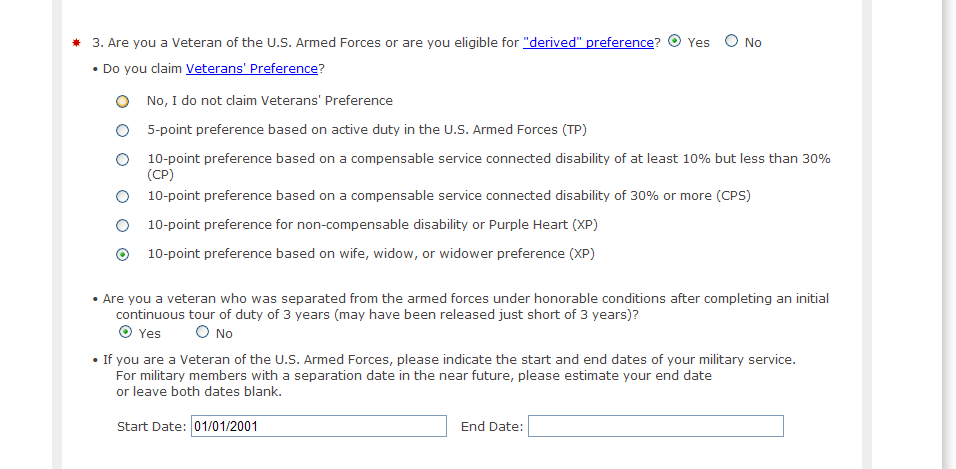 * 3. Are you a Veteran of the U.S. Armed Forces or are you eligible for "derived" preference? Yes No
• Do you claim Veterans' Preference?
No, I do not claim Veterans' Preference
5-point preference based on active duty in the U.S. Armed Forces (TP)
10-point preference based on a compensable service connected disability of at least 10% but less than 30%
(CP)
10-point preference based on a compensable service connected disability of 30% or more (CPS)
10-point preference for non-compensable disability or Purple Heart (XP)
10-point preference based on wife, widow, or widower preference (XP)
• Are you a veteran who was separated from the armed forces under honorable conditions after completing an initial
continuous tour of duty of 3 years (may have been released just short of 3 years)?
Yes No
• If you are a Veteran of the U.S. Armed Forces, please indicate the start and end dates of your military service.
For military members with a separation date in the near future, please estimate your end date
or leave both dates blank.
Start Date: 01/01/2001 End Date: